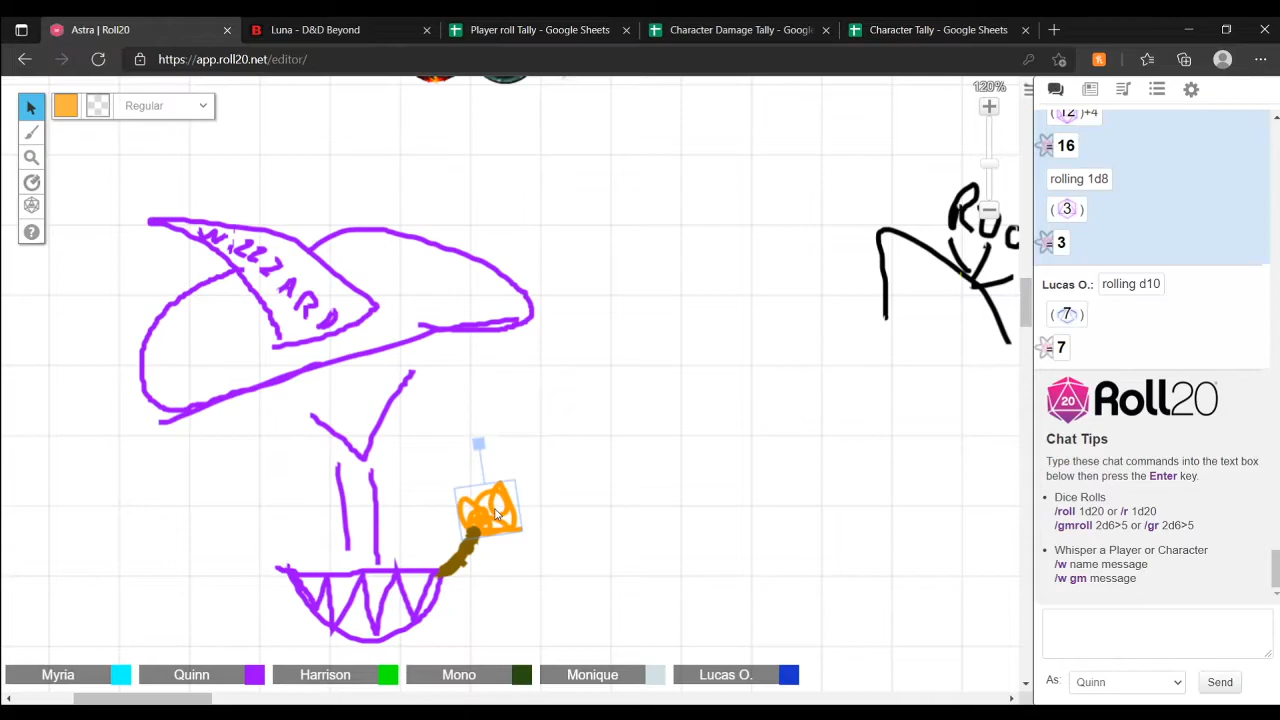 Astra | Roll20
Luna - D&D Beyond
Player roll Tally - Google Sheets
Character Damage Tally - Google
Character Tally - Google Sheets
https://app.roll20.net/editor/
120%
Regular
(12)+4
= 16
rolling 1d8
(3)
= 3
Lucas O.: rolling d10
(7)
= 7
WIZZARD
20 Roll20
Chat Tips
Type these chat commands into the text box
below then press the Enter key.
• Dice Rolls
/roll 1d20 or /r 1d20
/gmroll 2d6>5 or /gr 2d6>5
• Whisper a Player or Character
/w name message
/w gm message
Myria
Quinn
Harrison
Mono
Monique
Lucas O.
As:
Quinn
Send